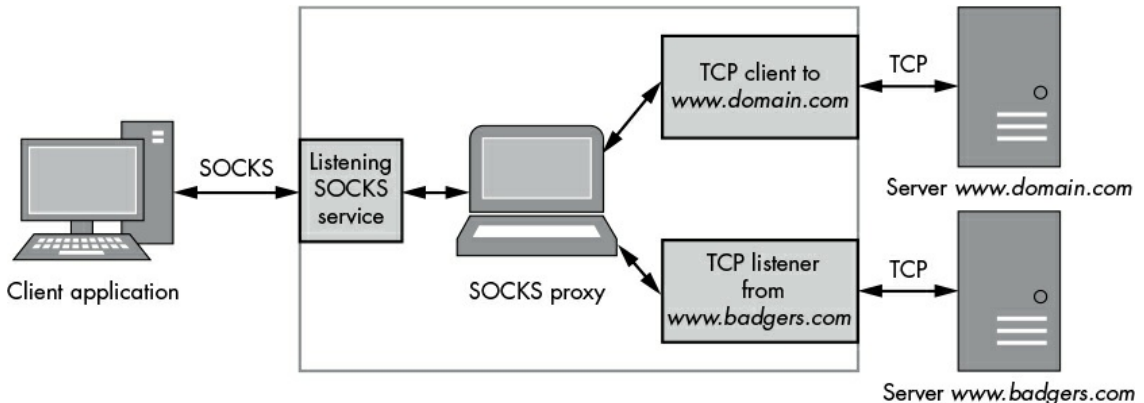 TCP client to
www.domain.com
TCP
Server www.domain.com
SOCKS
Listening
SOCKS
service
Client application
SOCKS proxy
TCP listener
from
www.badgers.com
TCP
Server www.badgers.com